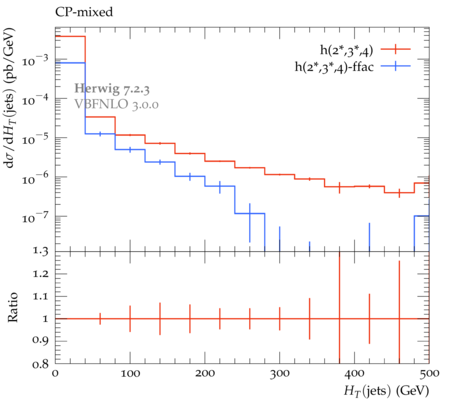 CP-mixed
dσ/dH_T(jets) (pb/GeV)
10⁻³
10⁻⁴
10⁻⁵
10⁻⁶
10⁻⁷
h(2*,3*,4)
h(2*,3*,4)-ffac
Herwig 7.2.3
VBFNLO 3.0.0
Ratio
1.3
1.2
1.1
1
0.9
0.8
0 100 200 300 400 500
H_T(jets) (GeV)